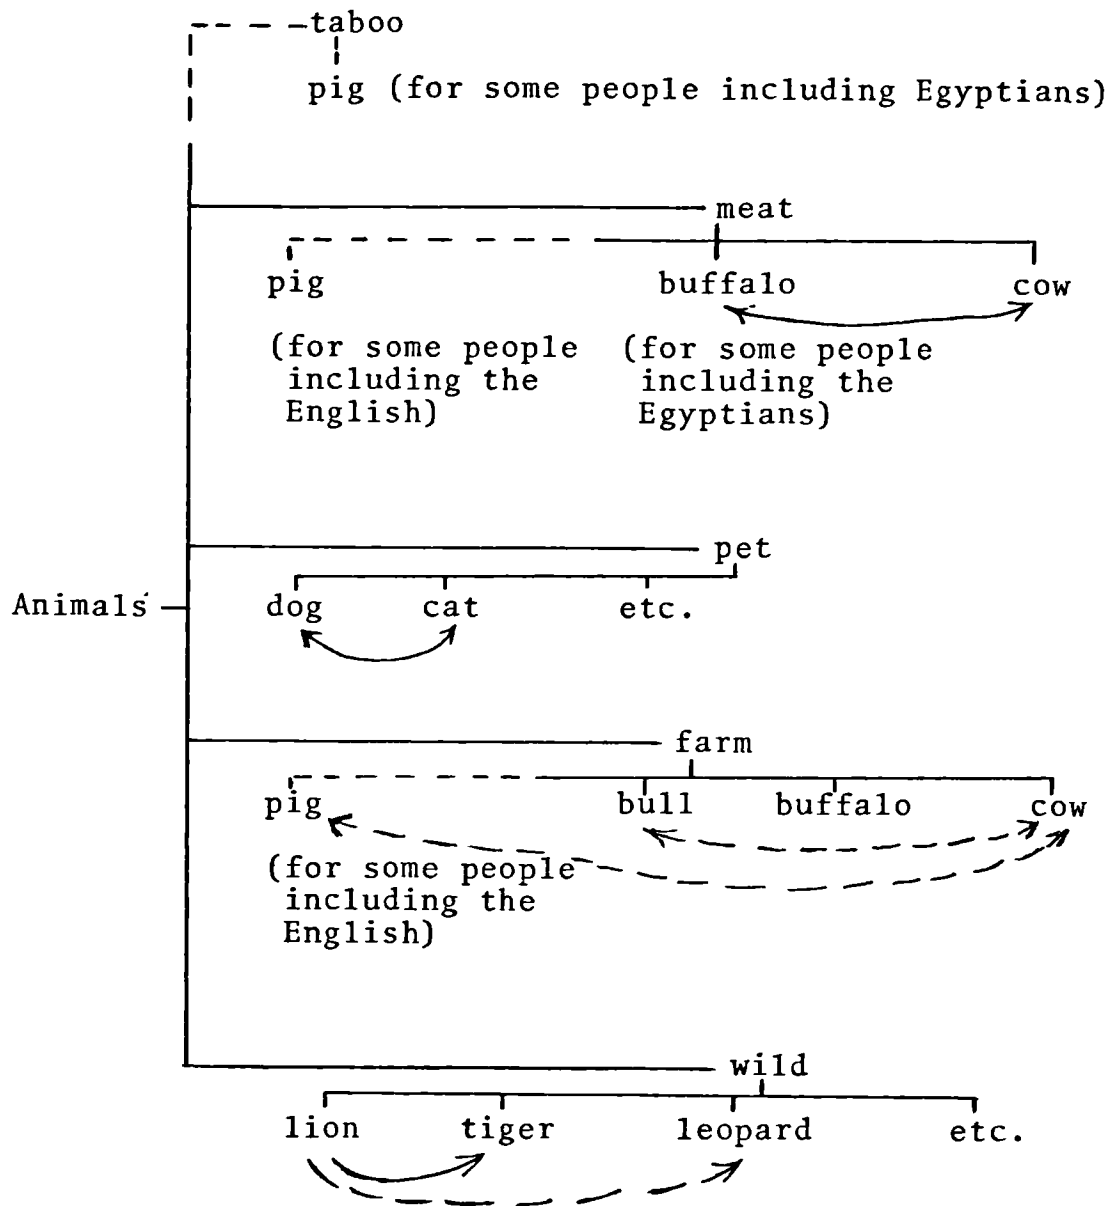 taboo
pig (for some people including Egyptians)
meat
pig buffalo cow
(for some people (for some people
including the including the
English) Egyptians)
pet
Animals dog cat etc.
farm
pig bull buffalo cow
(for some people
including the
English)
wild
lion tiger leopard etc.